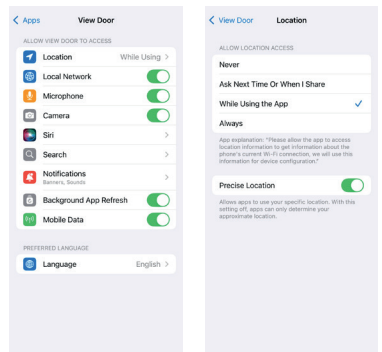 Apps
View Door
ALLOW VIEW DOOR TO ACCESS
Location
While Using
Local Network
Microphone
Camera
Siri
Search
Notifications
Banners, Sounds
Background App Refresh
Mobile Data
PREFERRED LANGUAGE
Language
English
View Door
Location
ALLOW LOCATION ACCESS
Never
Ask Next Time Or When I Share
While Using the App
Always
App explanation: "Please allow the app to access
location information to get information about the
phone's current Wi-Fi connection, we will use this
information for device configuration."
Precise Location
Allows apps to use your specific location. With this
setting off, apps can only determine your
approximate location.